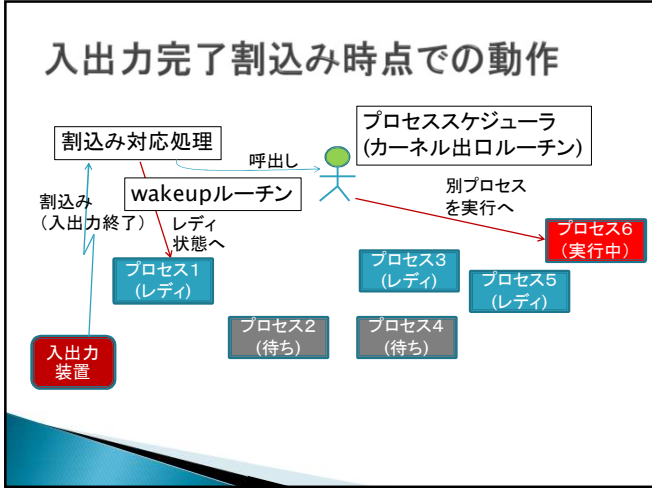 入出力完了割込み時点での動作
割込み対応処理
呼出し
プロセススケジューラ
(カーネル出口ルーチン)
wakeupルーチン
割込み
（入出力終了）
レディ
状態へ
別プロセス
を実行へ
プロセス６
（実行中）
プロセス１
(レディ)
プロセス３
(レディ)
プロセス５
(レディ)
プロセス２
(待ち)
プロセス４
(待ち)
入出力
装置